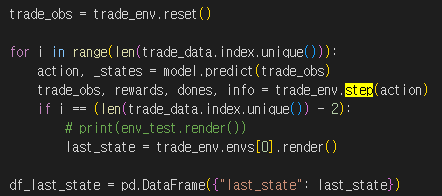 trade_obs = trade_env.reset()
for i in range(len(trade_data.index.unique())):
action, _states = model.predict(trade_obs)
trade_obs, rewards, dones, info = trade_env.step(action)
if i == (len(trade_data.index.unique()) - 2):
# print(env_test.render())
last_state = trade_env.envs[0].render()
df_last_state = pd.DataFrame({"last_state": last_state})